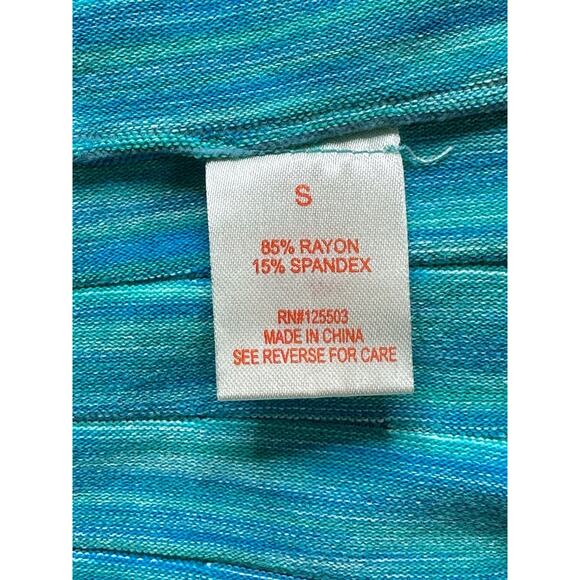 S
85% RAYON
15% SPANDEX
RN#125503
MADE IN CHINA
SEE REVERSE FOR CARE